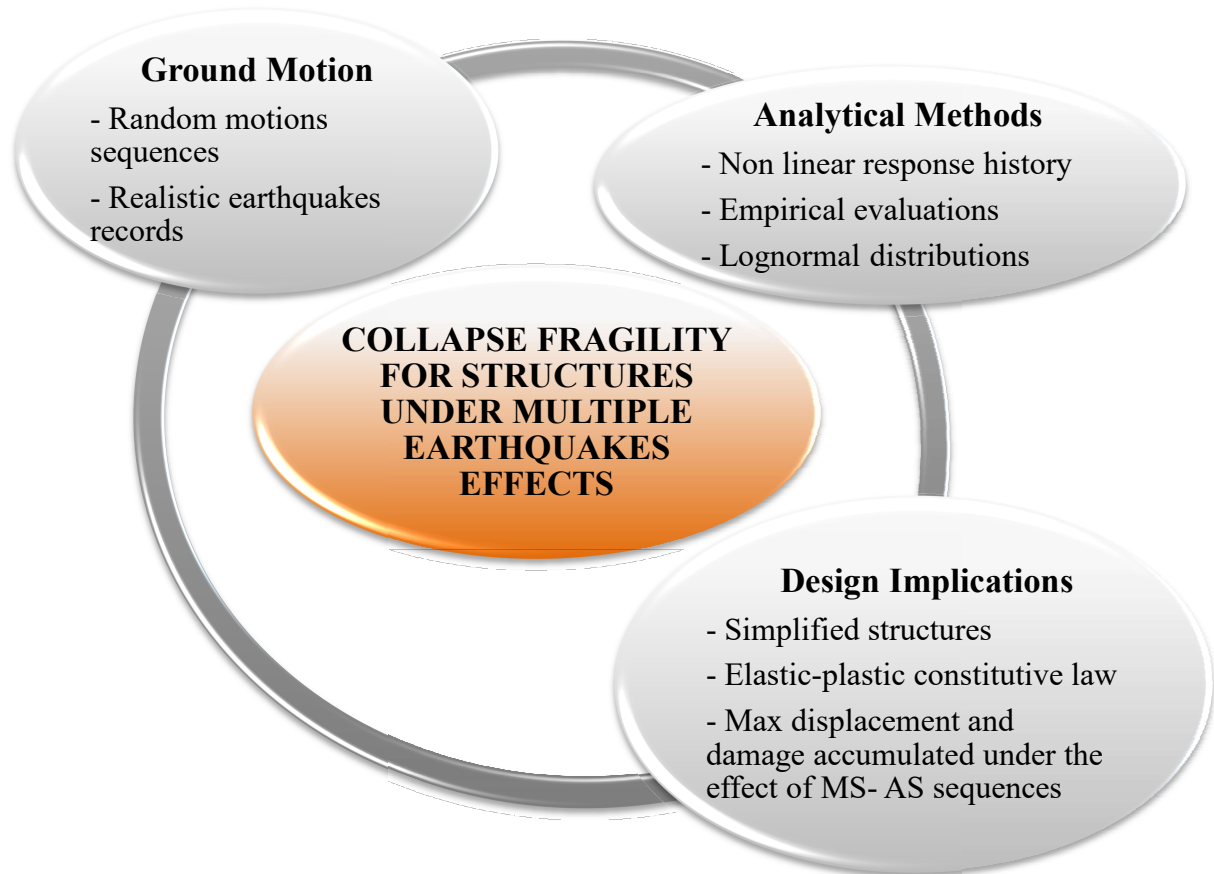 Ground Motion
- Random motions
sequences
- Realistic earthquakes
records
Analytical Methods
- Non linear response history
- Empirical evaluations
- Lognormal distributions
COLLAPSE FRAGILITY
FOR STRUCTURES
UNDER MULTIPLE
EARTHQUAKES
EFFECTS
Design Implications
- Simplified structures
- Elastic-plastic constitutive law
- Max displacement and
damage accumulated under the
effect of MS- AS sequences